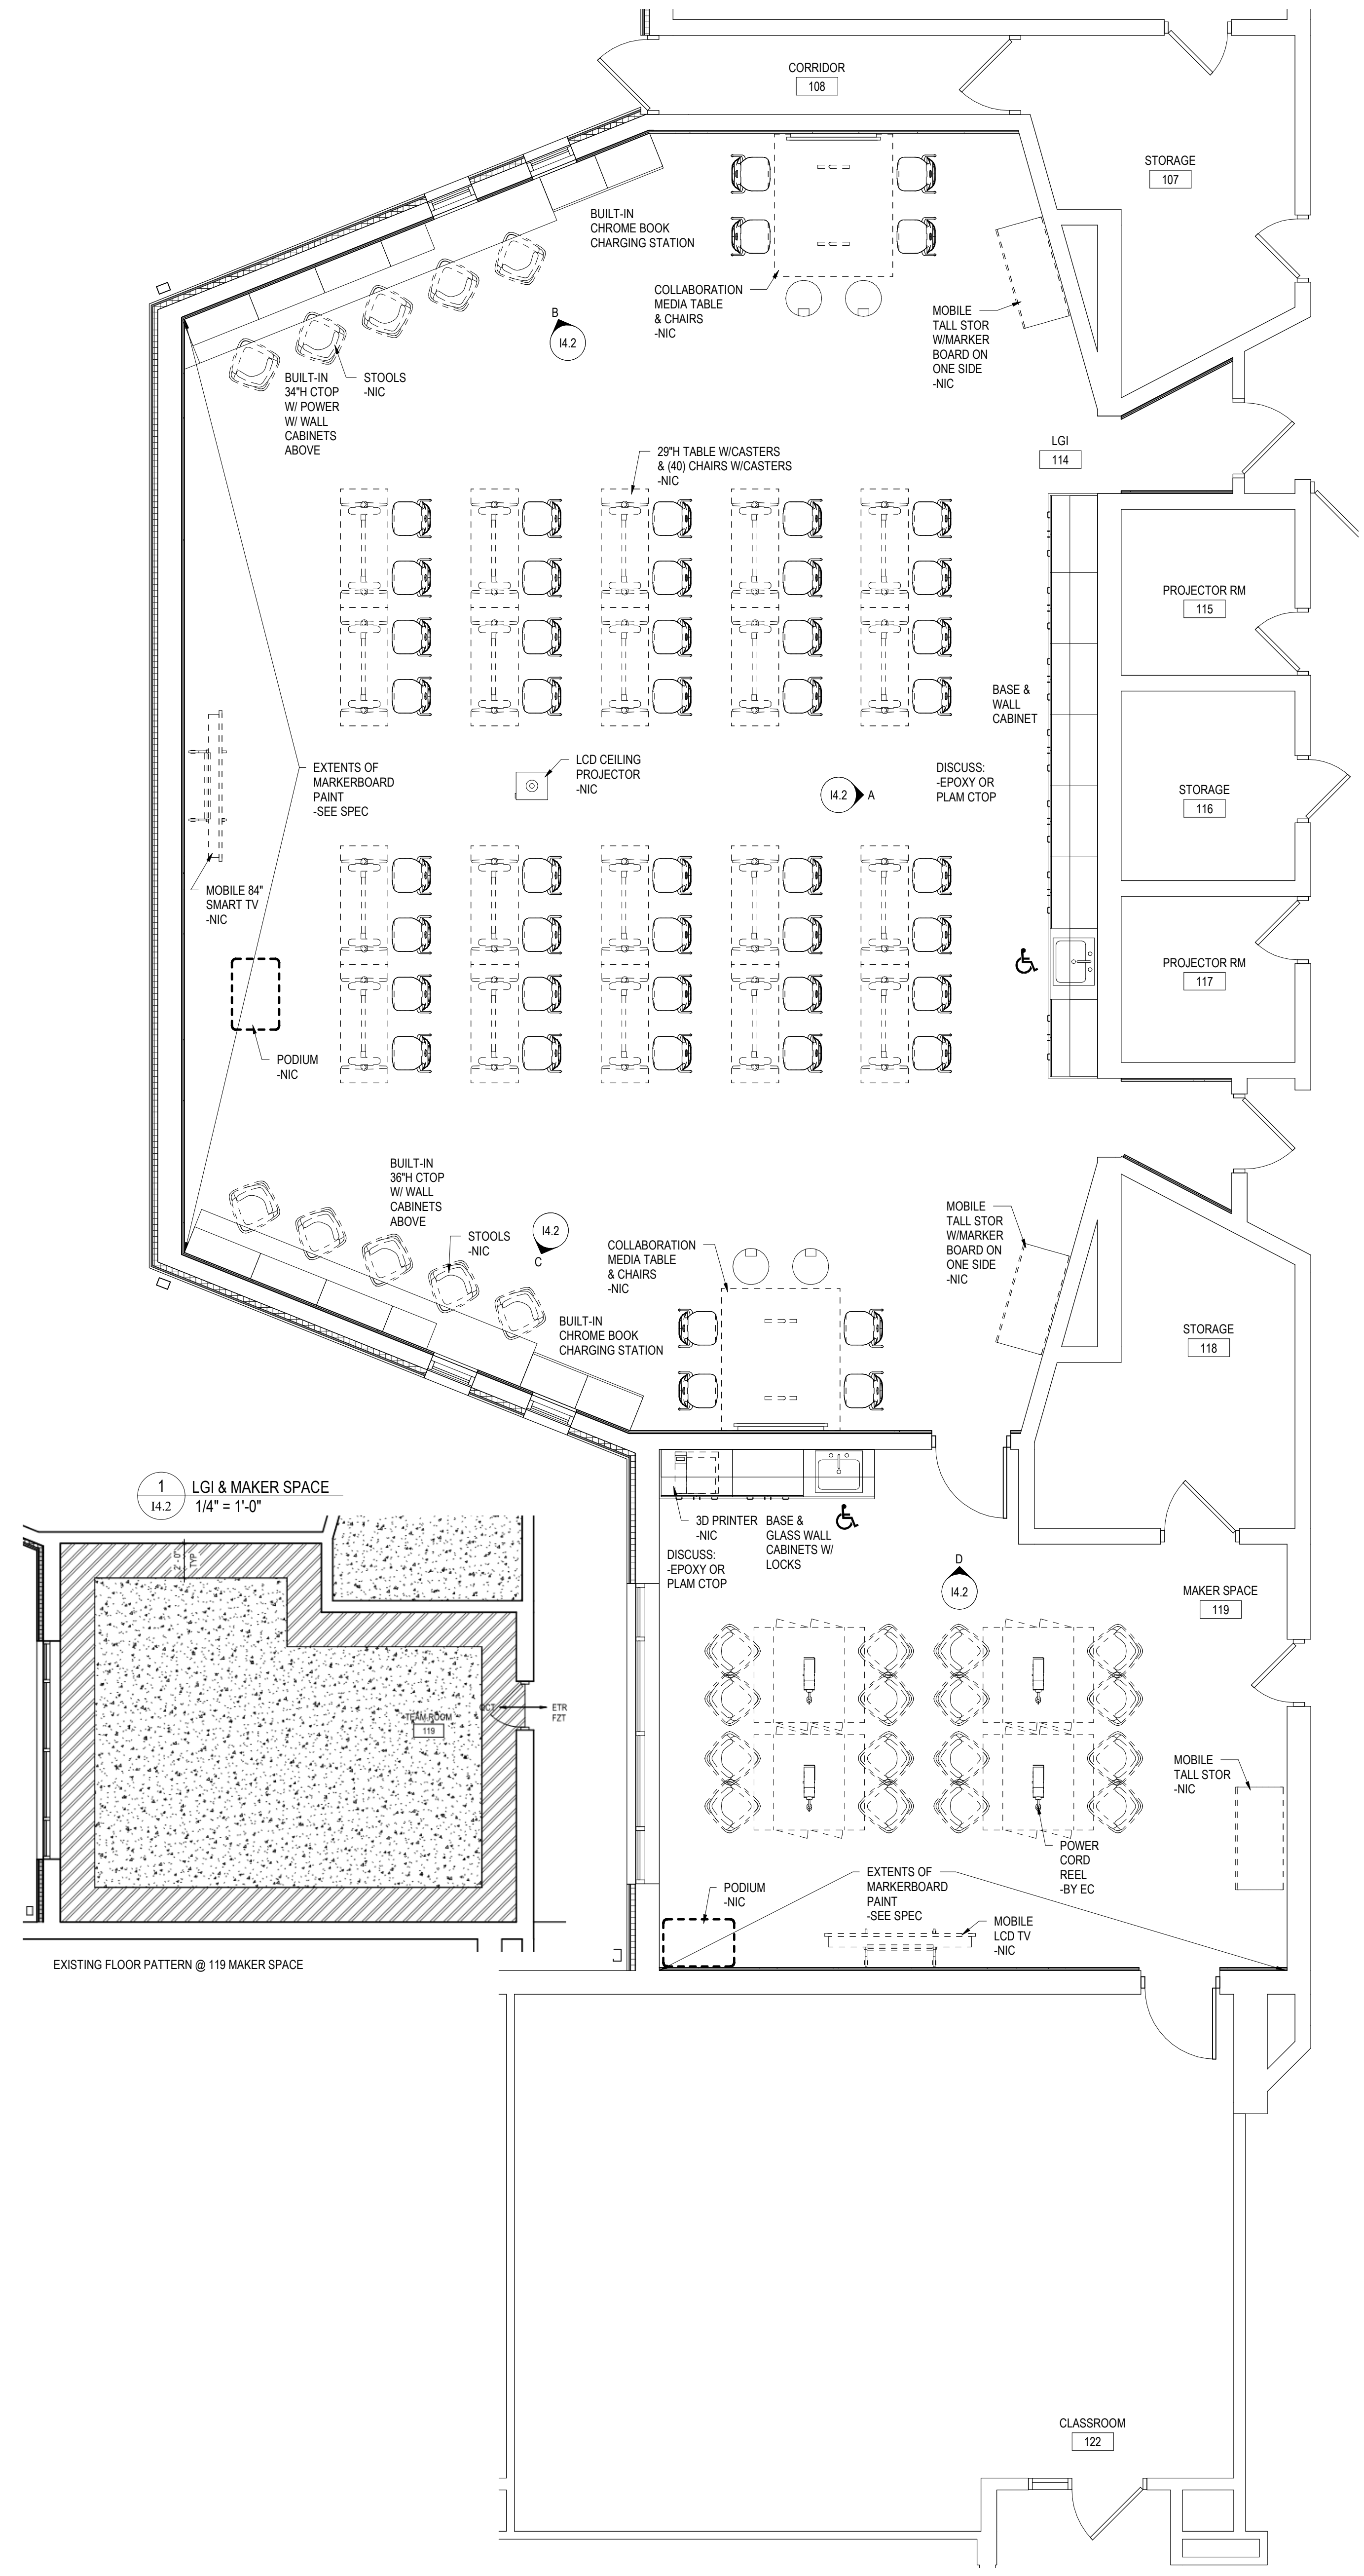 CORRIDOR
108
STORAGE
107
BUILT-IN
CHROME BOOK
CHARGING STATION
COLLABORATION
MEDIA TABLE
& CHAIRS
-NIC
MOBILE
TALL STOR
W/MARKER
BOARD ON
ONE SIDE
-NIC
B
I4.2
BUILT-IN
34"H CTOP
W/ POWER
W/ WALL
CABINETS
ABOVE
STOOLS
-NIC
29"H TABLE W/CASTERS
& (40) CHAIRS W/CASTERS
-NIC
LGI
114
PROJECTOR RM
115
BASE &
WALL
CABINET
EXTENTS OF
MARKERBOARD
PAINT
-SEE SPEC
LCD CEILING
PROJECTOR
-NIC
I4.2
A
DISCUSS:
-EPOXY OR
PLAM CTOP
STORAGE
116
MOBILE 84"
SMART TV
-NIC
PROJECTOR RM
117
PODIUM
-NIC
BUILT-IN
36"H CTOP
W/ WALL
CABINETS
ABOVE
STOOLS
-NIC
I4.2
C
COLLABORATION
MEDIA TABLE
& CHAIRS
-NIC
MOBILE
TALL STOR
W/MARKER
BOARD ON
ONE SIDE
-NIC
BUILT-IN
CHROME BOOK
CHARGING STATION
STORAGE
118
1
I4.2
LGI & MAKER SPACE
1/4" = 1'-0"
3D PRINTER
-NIC
BASE &
GLASS WALL
CABINETS W/
LOCKS
DISCUSS:
-EPOXY OR
PLAM CTOP
D
I4.2
MAKER SPACE
119
2'-0"
TYP
TEAM ROOM
119
QCT
ETR
FZT
MOBILE
TALL STOR
-NIC
POWER
CORD
REEL
-BY EC
EXTENTS OF
MARKERBOARD
PAINT
-SEE SPEC
PODIUM
-NIC
MOBILE
LCD TV
-NIC
EXISTING FLOOR PATTERN @ 119 MAKER SPACE
CLASSROOM
122